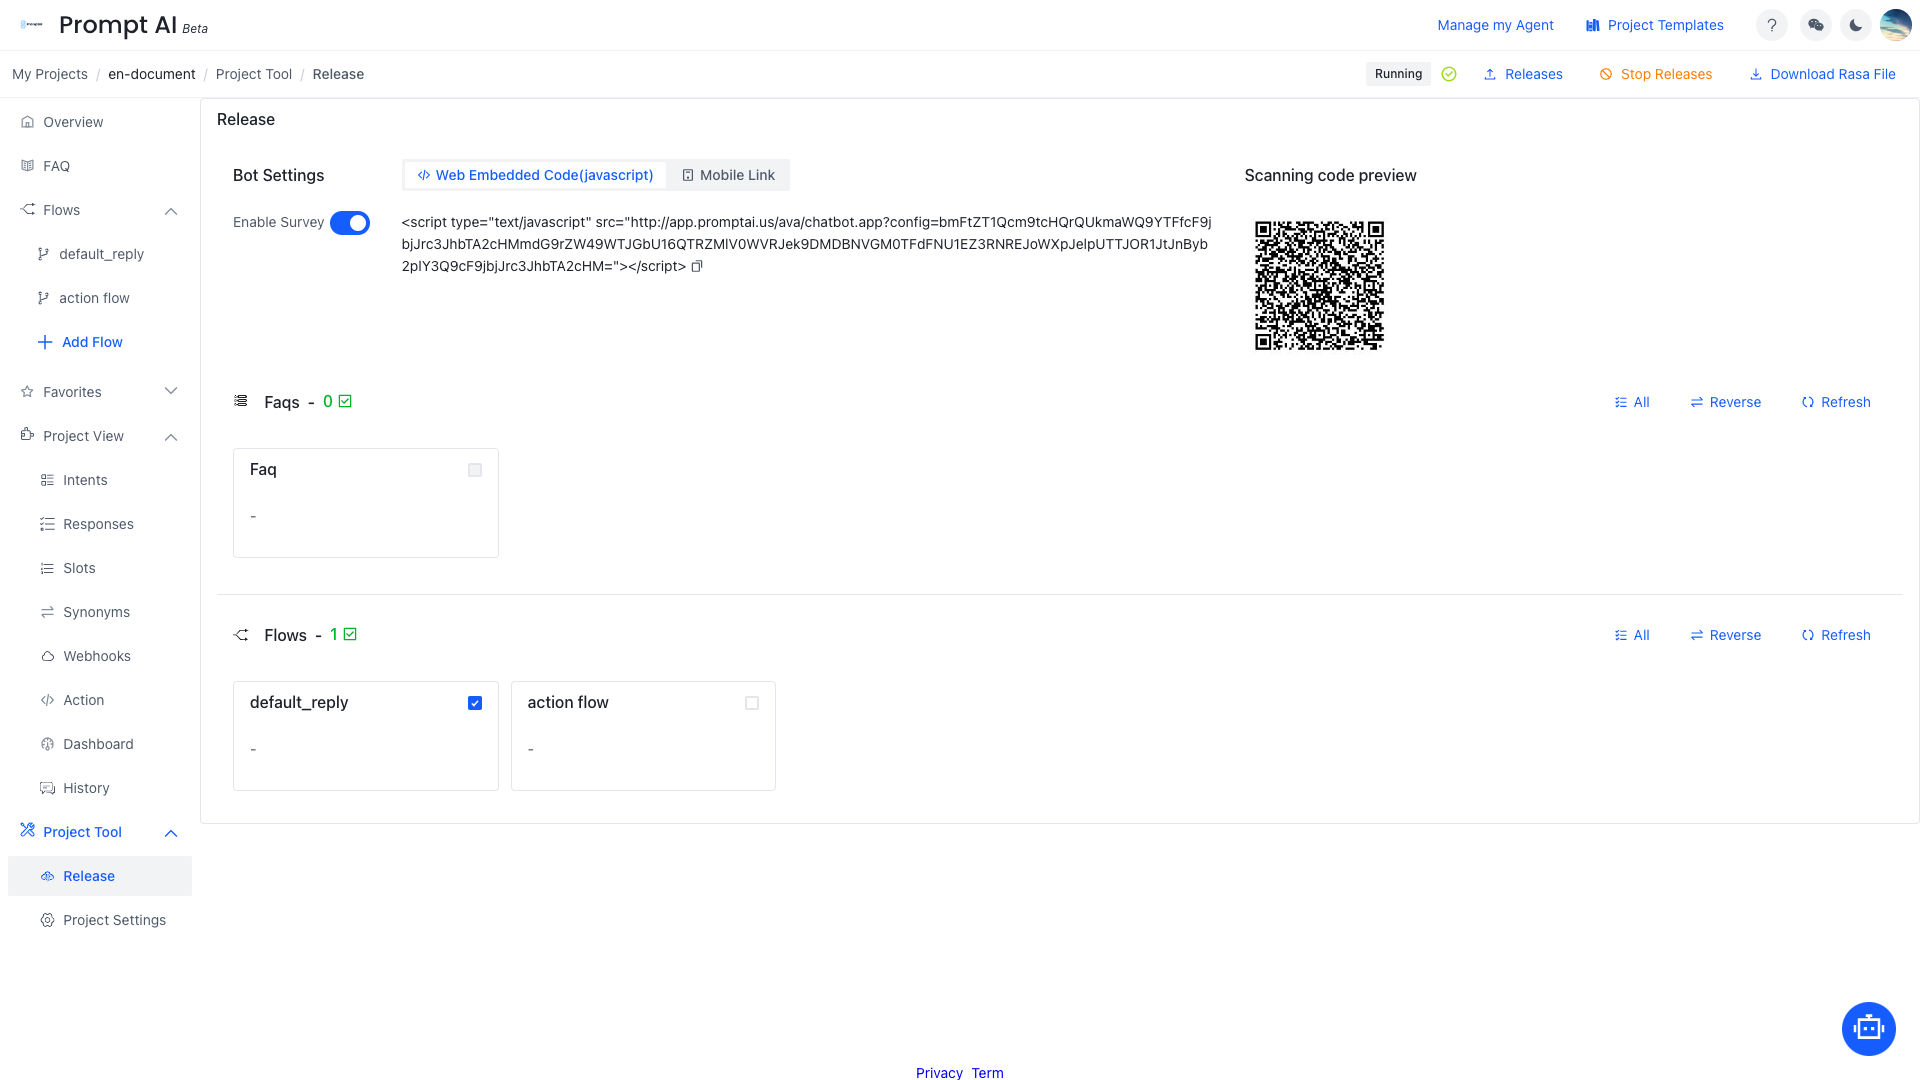 Prompt AI Beta
Manage my Agent
Project Templates
My Projects / en-document / Project Tool / Release
Running
Releases
Stop Releases
Download Rasa File
Overview
FAQ
Flows
default_reply
action flow
Add Flow
Favorites
Project View
Intents
Responses
Slots
Synonyms
Webhooks
Action
Dashboard
History
Project Tool
Release
Project Settings
Release
Bot Settings
Enable Survey
Web Embedded Code(javascript)
Mobile Link
<script type="text/javascript" src="http://app.promptai.us/ava/chatbot.app?config=bmFtZT1Qcm9tcHQrQUkmaWQ9YTFfcF9j
bjJrc3JhbTA2cHMmdG9rZW49WTJGbU16QTRZMlV0WVRJek9DMDBNVGM0TFdFNU1EZ3RNREJoWXpJelpUTTJOR1JtJnByb
2plY3Q9cF9jbjJrc3JhbTA2cHM="></script>
Scanning code preview
Faqs - 0
All
Reverse
Refresh
Faq
-
Flows - 1
All
Reverse
Refresh
default_reply
-
action flow
-
Privacy Term